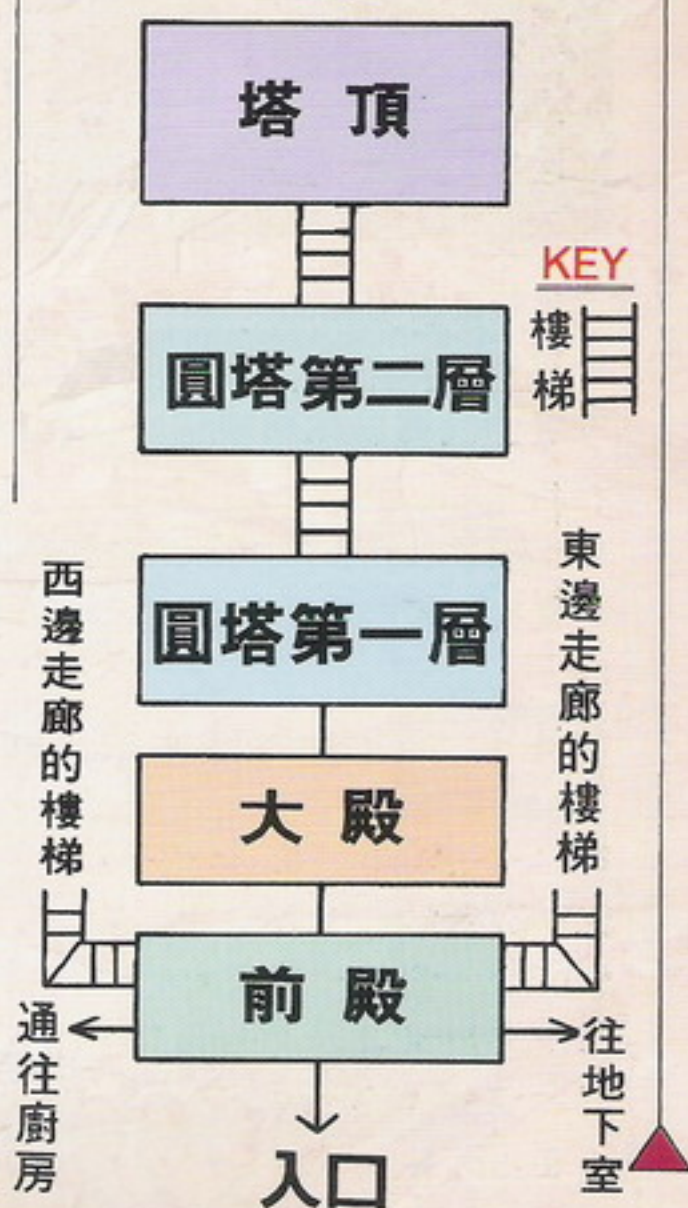 塔頂
KEY
樓梯
圓塔第二層
圓塔第一層
西邊走廊的樓梯
東邊走廊的樓梯
大殿
前殿
通往廚房
往地下室
入口